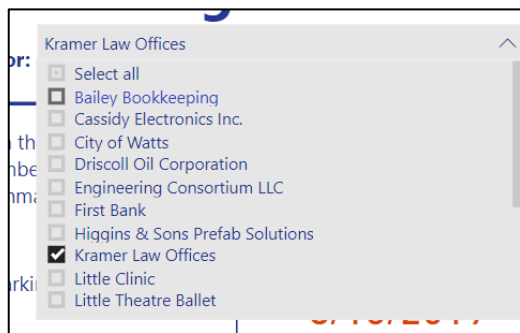 Kramer Law Offices
or:
Select all
Bailey Bookkeeping
Cassidy Electronics Inc.
City of Watts
Driscoll Oil Corporation
Engineering Consortium LLC
First Bank
Higgins & Sons Prefab Solutions
Kramer Law Offices
Little Clinic
Little Theatre Ballet